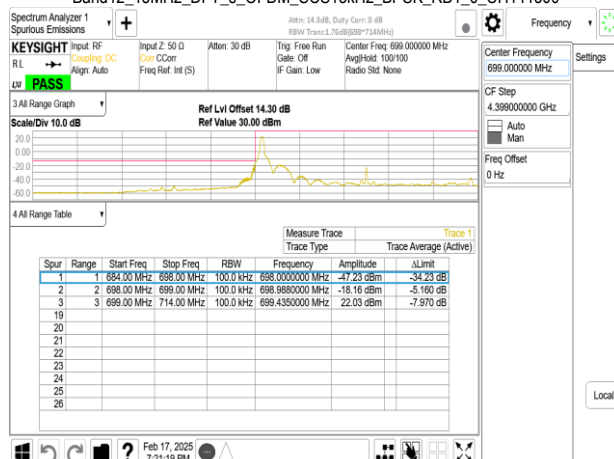 Spectrum Analyzer 1
Spurious Emissions
Attn: 14.3dB, Duty Corr: 0 dB
RBW Trans:1.76dB(698~714MHz)
Frequency
Settings
KEYSIGHT
RL
PASS
Input: RF
Coupling: DC
Align: Auto
Input Z: 50 Ω
Corr CCorr
Freq Ref: Int (S)
Atten: 30 dB
Trig: Free Run
Gate: Off
IF Gain: Low
Center Freq: 699.000000 MHz
Avg|Hold: 100/100
Radio Std: None
Center Frequency
699.000000 MHz
CF Step
4.399000000 GHz
Auto
Man
Freq Offset
0 Hz
3 All Range Graph
Scale/Div 10.0 dB
Ref Lvl Offset 14.30 dB
Ref Value 30.00 dBm
20.0
0.00
-20.0
-40.0
-60.0
4 All Range Table
Measure Trace Trace 1
Trace Type Trace Average (Active)
Spur Range Start Freq Stop Freq RBW Frequency Amplitude ΔLimit
1 1 684.00 MHz 698.00 MHz 100.0 kHz 698.0000000 MHz -47.23 dBm -34.23 dB
2 2 698.00 MHz 699.00 MHz 100.0 kHz 698.9880000 MHz -18.16 dBm -5.160 dB
3 3 699.00 MHz 714.00 MHz 100.0 kHz 699.4350000 MHz 22.03 dBm -7.970 dB
19
20
21
22
23
24
25
26
Local
Feb 17, 2025
7:21:19 PM